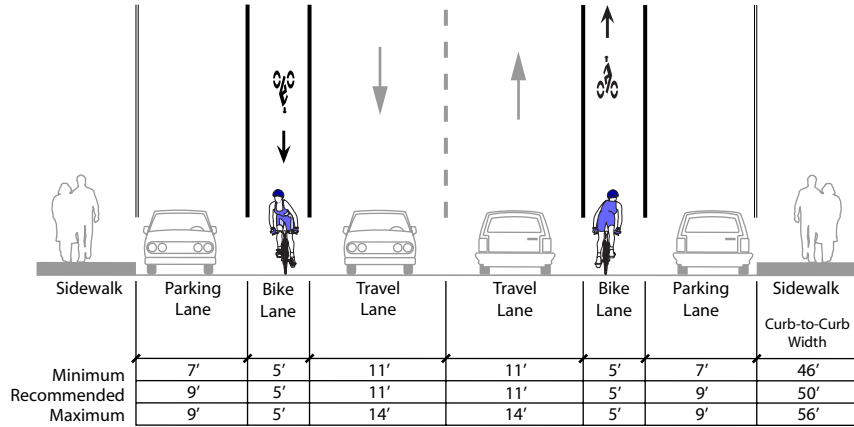 Sidewalk Parking Bike Travel Travel Bike Parking Sidewalk
Lane Lane Lane Lane Lane Lane
Curb-to-Curb
Width
Minimum 7’ 5’ 11’ 11’ 5’ 7’ 46’
Recommended 9’ 5’ 11’ 11’ 5’ 9’ 50’
Maximum 9’ 5’ 14’ 14’ 5’ 9’ 56’